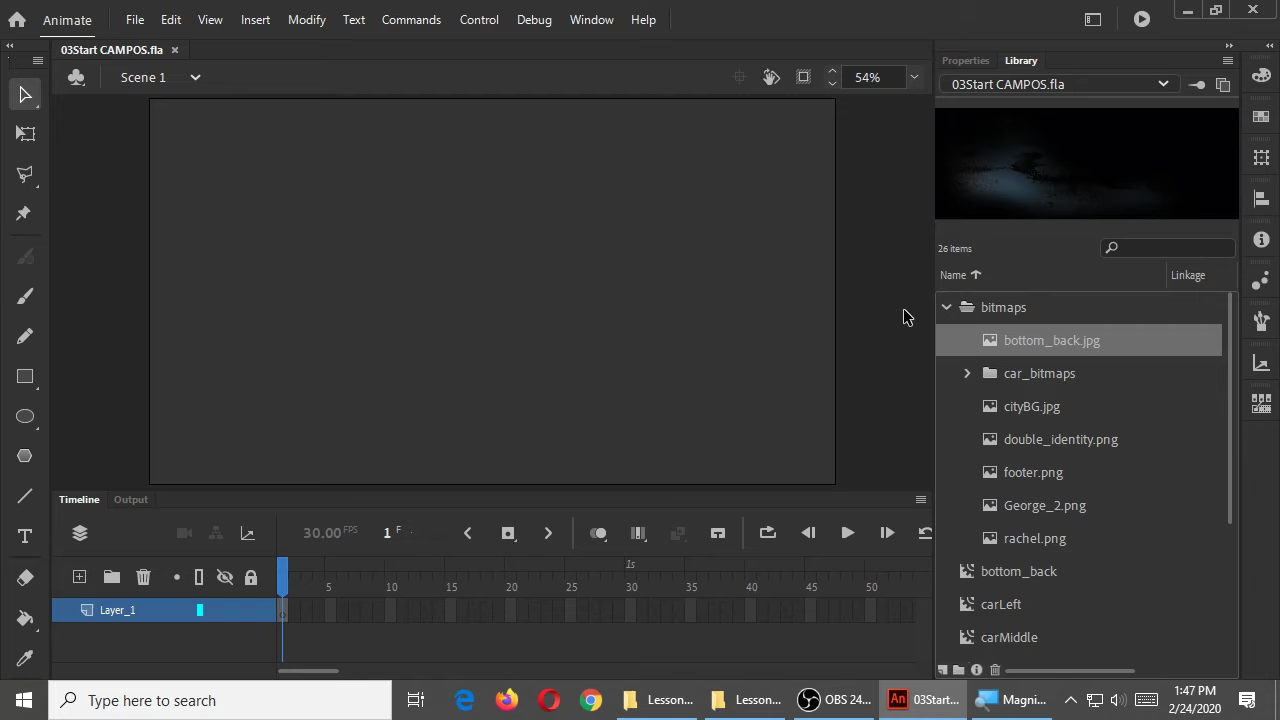 Animate File Edit View Insert Modify Text Commands Control Debug Window Help
03Start CAMPOS.fla
Scene 1 54%
Properties Library
03Start CAMPOS.fla
26 items
Name Linkage
bitmaps
bottom_back.jpg
car_bitmaps
cityBG.jpg
double_identity.png
footer.png
George_2.png
rachel.png
bottom_back
carLeft
carMiddle
Timeline Output
30.00 FPS 1 F
1s
5 10 15 20 25 30 35 40 45 50
Layer_1
Type here to search
Lesson...
Lesson...
OBS 24...
An 03Start...
Magni...
1:47 PM
2/24/2020